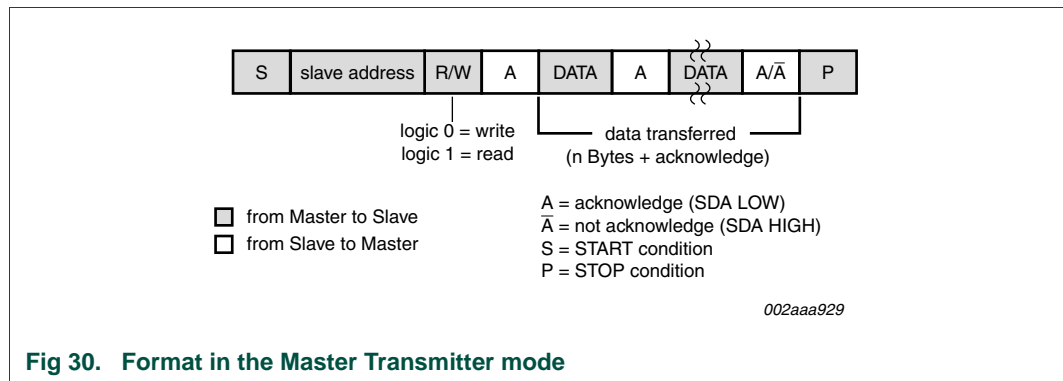 S slave address R/W A DATA A DATA A/A̅ P
logic 0 = write
logic 1 = read
data transferred
(n Bytes + acknowledge)
from Master to Slave
from Slave to Master
A = acknowledge (SDA LOW)
A̅ = not acknowledge (SDA HIGH)
S = START condition
P = STOP condition
002aaa929
Fig 30. Format in the Master Transmitter mode